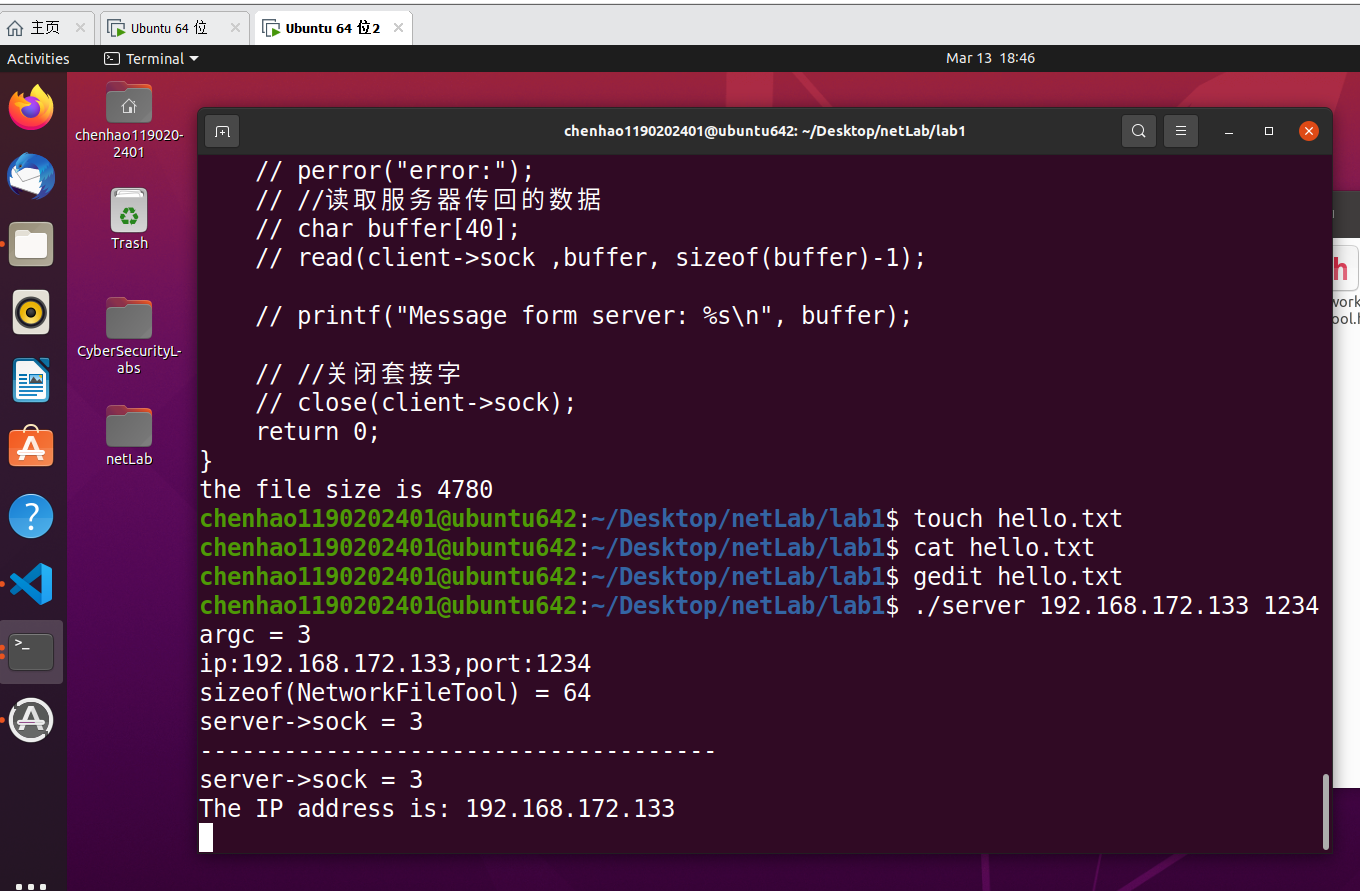 主页
Ubuntu 64 位
Ubuntu 64 位2
Activities
Terminal
Mar 13 18:46
chenhao119020-
2401
Trash
CyberSecurityL-
abs
netLab
chenhao1190202401@ubuntu642: ~/Desktop/netLab/lab1
// perror("error:");
// //读取服务器传回的数据
// char buffer[40];
// read(client->sock ,buffer, sizeof(buffer)-1);
// printf("Message form server: %s\n", buffer);
// //关闭套接字
// close(client->sock);
return 0;
}
the file size is 4780
chenhao1190202401@ubuntu642:~/Desktop/netLab/lab1$ touch hello.txt
chenhao1190202401@ubuntu642:~/Desktop/netLab/lab1$ cat hello.txt
chenhao1190202401@ubuntu642:~/Desktop/netLab/lab1$ gedit hello.txt
chenhao1190202401@ubuntu642:~/Desktop/netLab/lab1$ ./server 192.168.172.133 1234
argc = 3
ip:192.168.172.133,port:1234
sizeof(NetworkFileTool) = 64
server->sock = 3
-------------------------------------
server->sock = 3
The IP address is: 192.168.172.133
h
work
ool.h